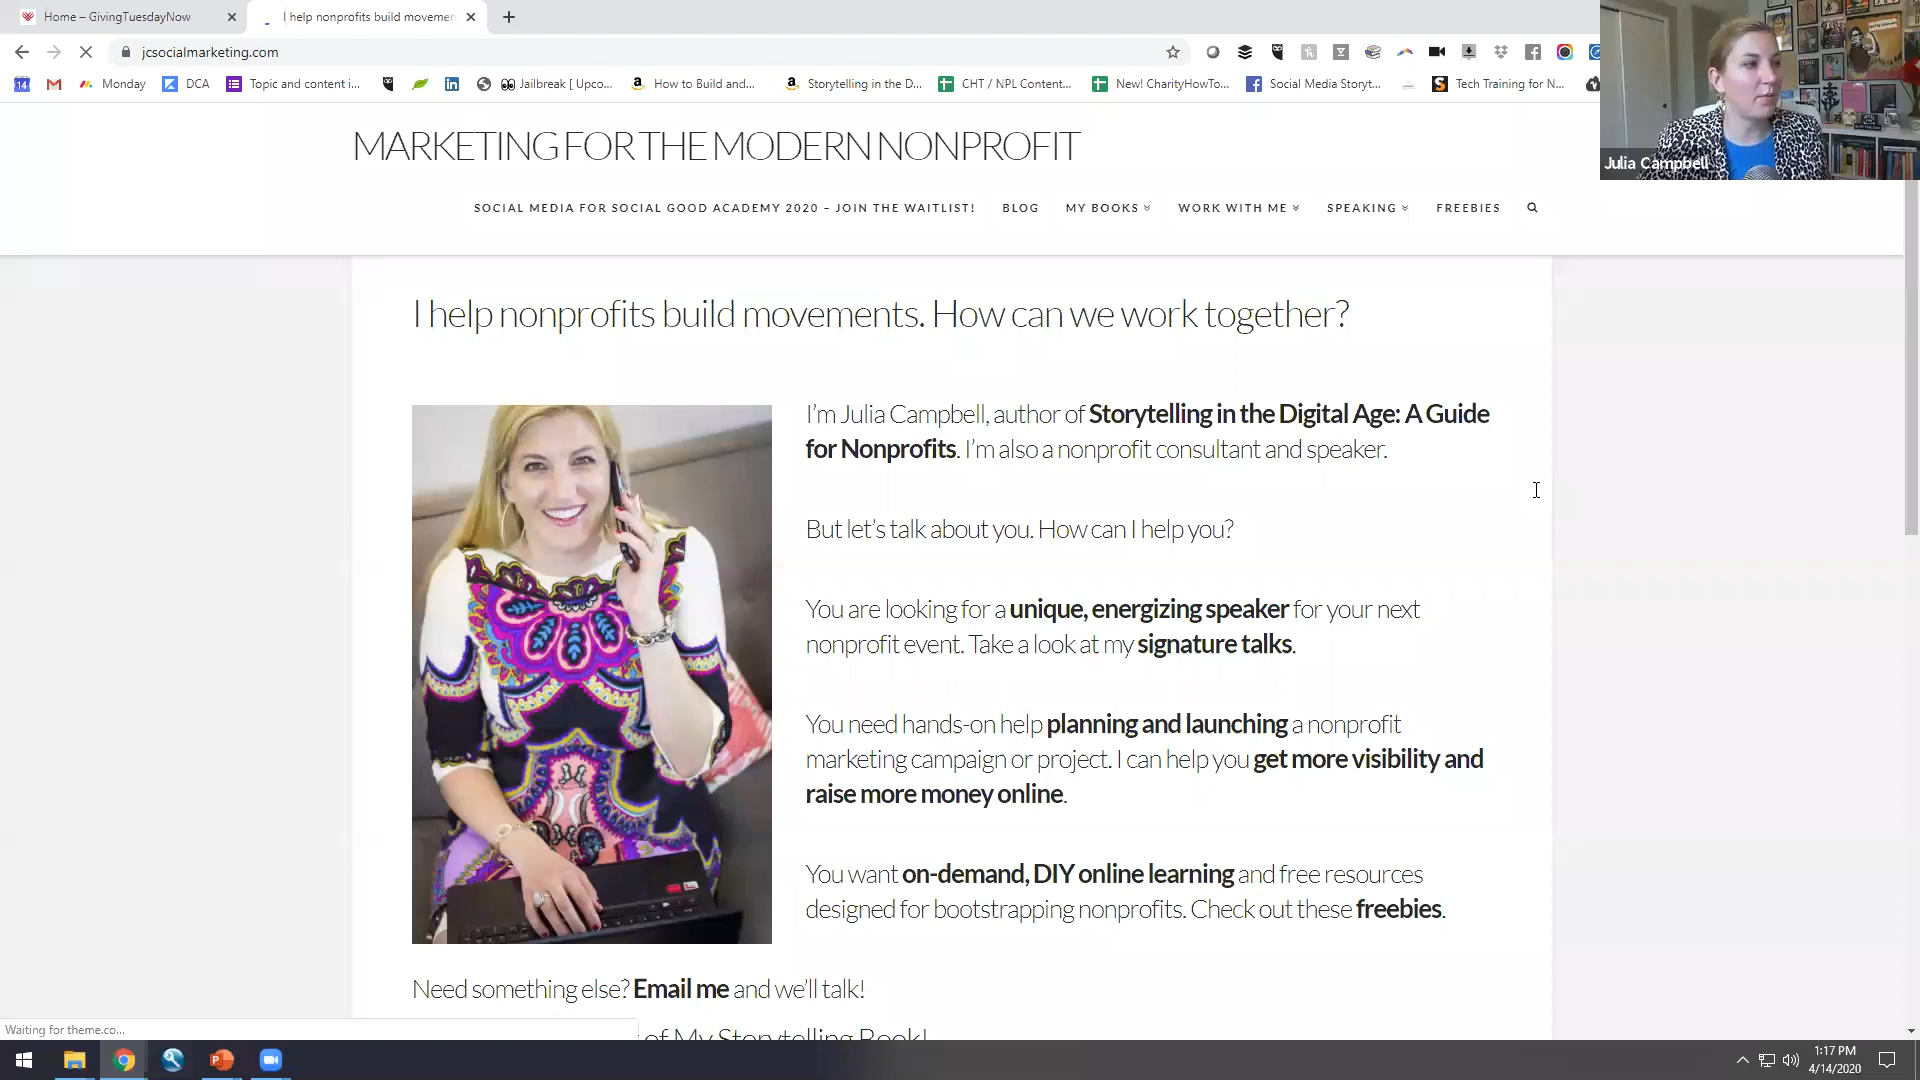 Home – GivingTuesdayNow
I help nonprofits build movemen
jcsocialmarketing.com
14
Monday
DCA
Topic and content i...
Jailbreak [ Upco...
How to Build and...
Storytelling in the D...
CHT / NPL Content...
New! CharityHowTo...
Social Media Storyt...
Tech Training for N...
Julia Campbell
MARKETING FOR THE MODERN NONPROFIT
SOCIAL MEDIA FOR SOCIAL GOOD ACADEMY 2020 – JOIN THE WAITLIST!
BLOG
MY BOOKS
WORK WITH ME
SPEAKING
FREEBIES
I help nonprofits build movements. How can we work together?
I'm Julia Campbell, author of Storytelling in the Digital Age: A Guide
for Nonprofits. I'm also a nonprofit consultant and speaker.
But let's talk about you. How can I help you?
You are looking for a unique, energizing speaker for your next
nonprofit event. Take a look at my signature talks.
You need hands-on help planning and launching a nonprofit
marketing campaign or project. I can help you get more visibility and
raise more money online.
You want on-demand, DIY online learning and free resources
designed for bootstrapping nonprofits. Check out these freebies.
Need something else? Email me and we'll talk!
of My Storytelling Book!
Waiting for theme.co...
1:17 PM
4/14/2020